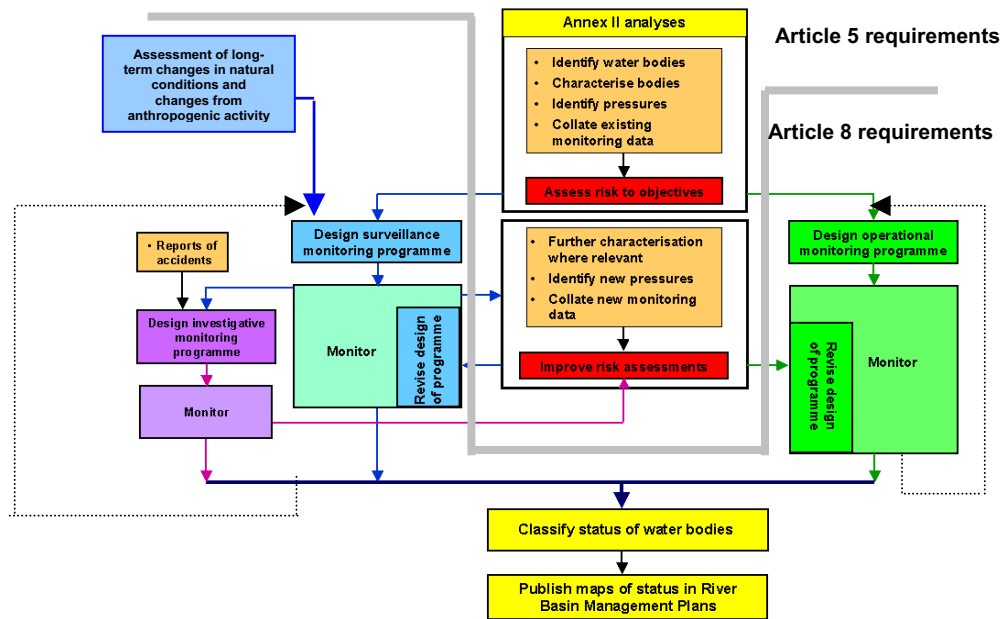 Annex II analyses
Article 5 requirements
Assessment of long-
term changes in natural
conditions and
changes from
anthropogenic activity
• Identify water bodies
• Characterise bodies
• Identify pressures
• Collate existing
monitoring data
Article 8 requirements
Assess risk to objectives
Design surveillance
monitoring programme
Design operational
monitoring programme
• Reports of
accidents
• Further characterisation
where relevant
• Identify new pressures
• Collate new monitoring
data
Design investigative
monitoring
programme
Monitor
Revise design
of programme
Improve risk assessments
Revise design
of programme
Monitor
Monitor
Classify status of water bodies
Publish maps of status in River
Basin Management Plans